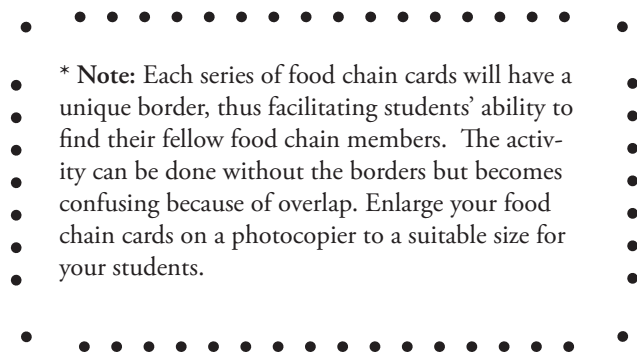 * Note: Each series of food chain cards will have a
unique border, thus facilitating students’ ability to
find their fellow food chain members.  The activ-
ity can be done without the borders but becomes
confusing because of overlap. Enlarge your food
chain cards on a photocopier to a suitable size for
your students.